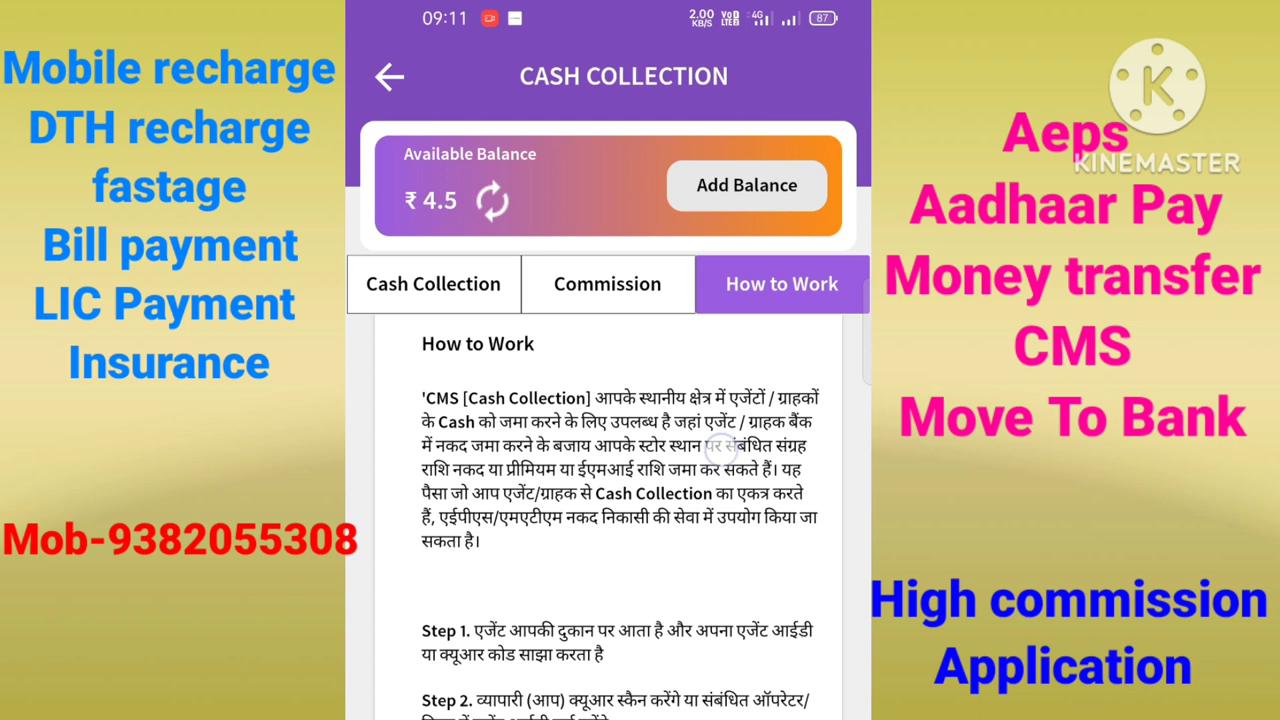 Mobile recharge
DTH recharge
fastage
Bill payment
LIC Payment
Insurance
Mob-9382055308
09:11
2.00
KB/S
VoD
LTE2
4G
87
CASH COLLECTION
Available Balance
₹ 4.5
Add Balance
Cash Collection
Commission
How to Work
How to Work
'CMS [Cash Collection] आपके स्थानीय क्षेत्र में एजेंटों / ग्राहकों
के Cash को जमा करने के लिए उपलब्ध है जहां एजेंट / ग्राहक बैंक
में नकद जमा करने के बजाय आपके स्टोर स्थान पर संबंधित संग्रह
राशि नकद या प्रीमियम या ईएमआई राशि जमा कर सकते हैं। यह
पैसा जो आप एजेंट/ग्राहक से Cash Collection का एकत्र करते
हैं, एईपीएस/एमएटीएम नकद निकासी की सेवा में उपयोग किया जा
सकता है।
Step 1. एजेंट आपकी दुकान पर आता है और अपना एजेंट आईडी
या क्यूआर कोड साझा करता है
Step 2. व्यापारी (आप) क्यूआर स्कैन करेंगे या संबंधित ऑपरेटर/
K
KINEMASTER
Aeps
Aadhaar Pay
Money transfer
CMS
Move To Bank
High commission
Application